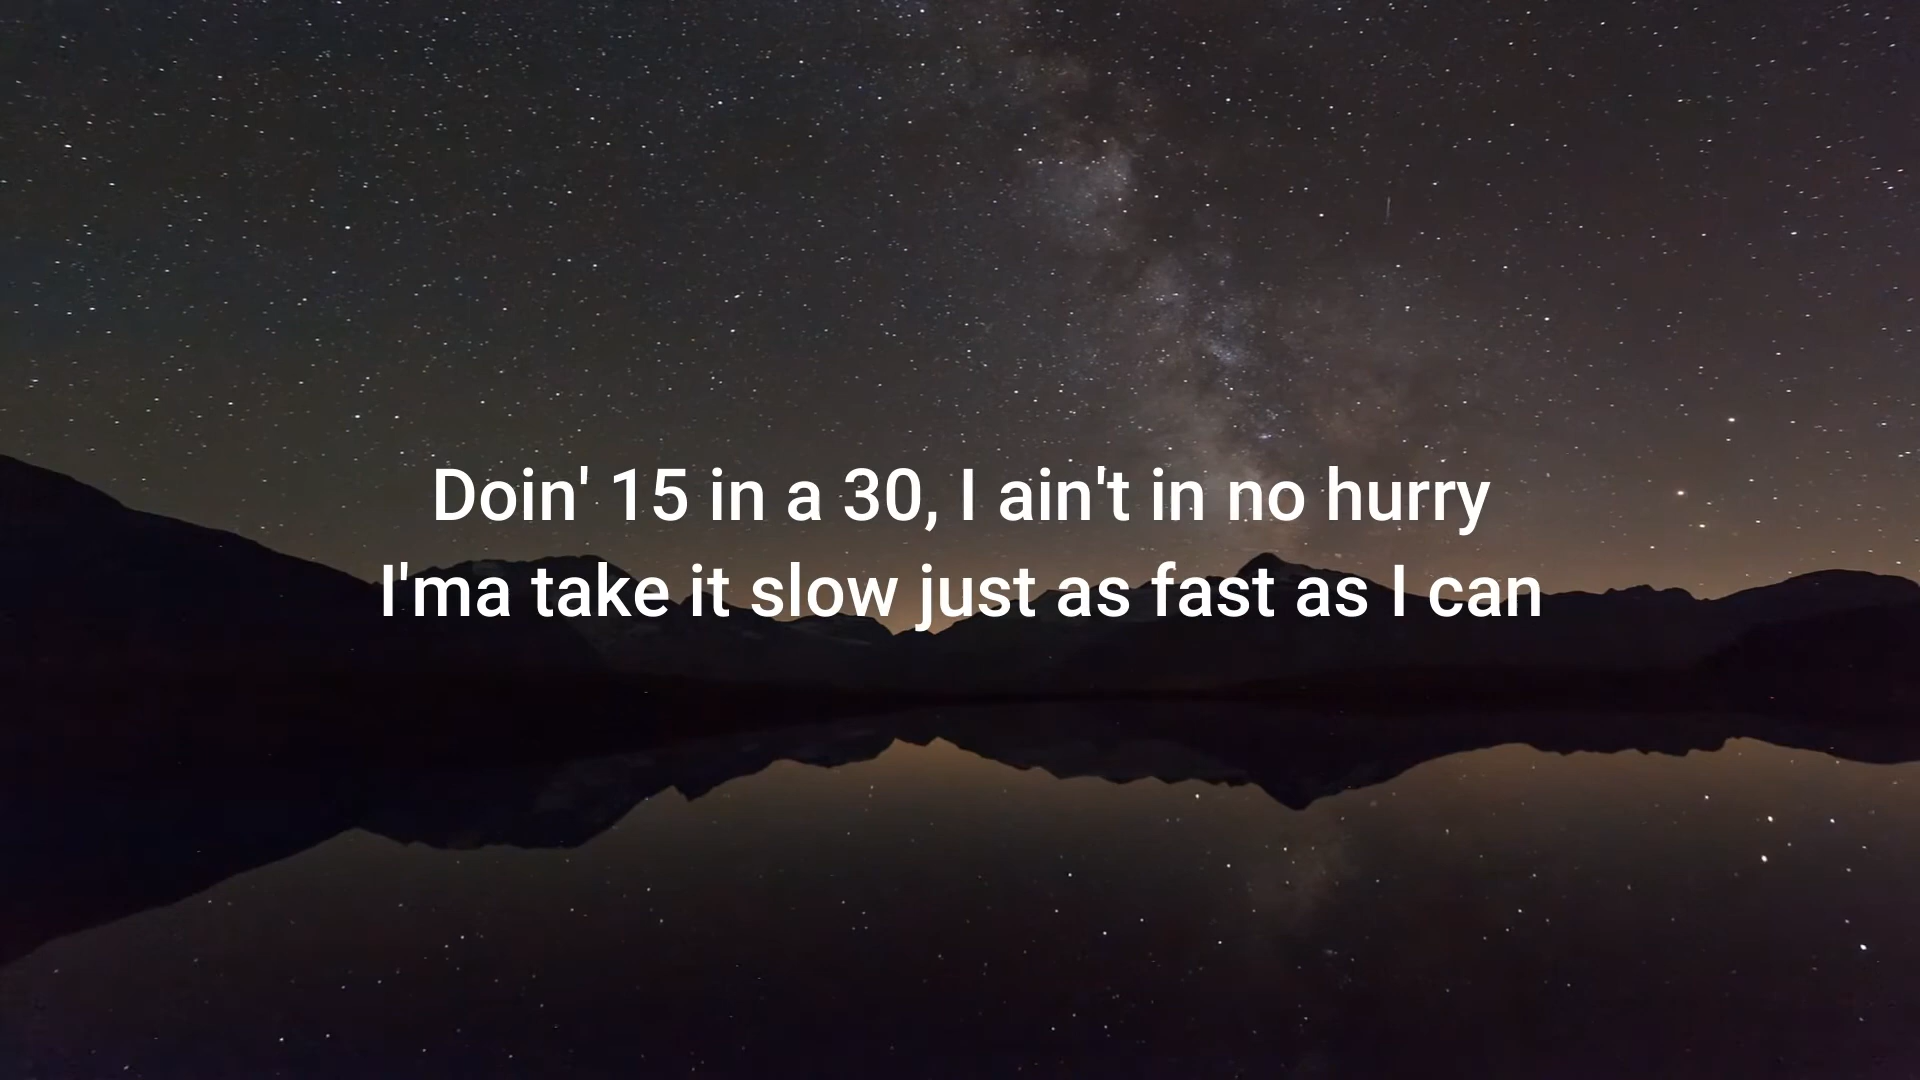 Doin' 15 in a 30, I ain't in no hurry
I'ma take it slow just as fast as I can